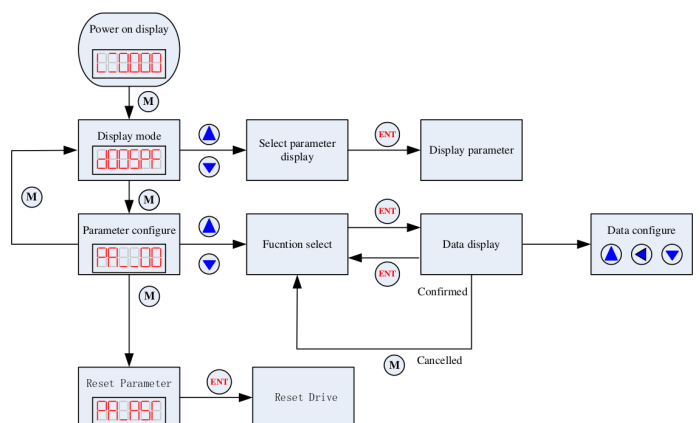 Power on display
M
Display mode
ENT
Select parameter
display
Display parameter
M
M
Parameter configure
PA__00
Fucntion select
ENT
ENT
Data display
Data configure
M
Confirmed
M
Cancelled
Reset Parameter
ENT
Reset Drive